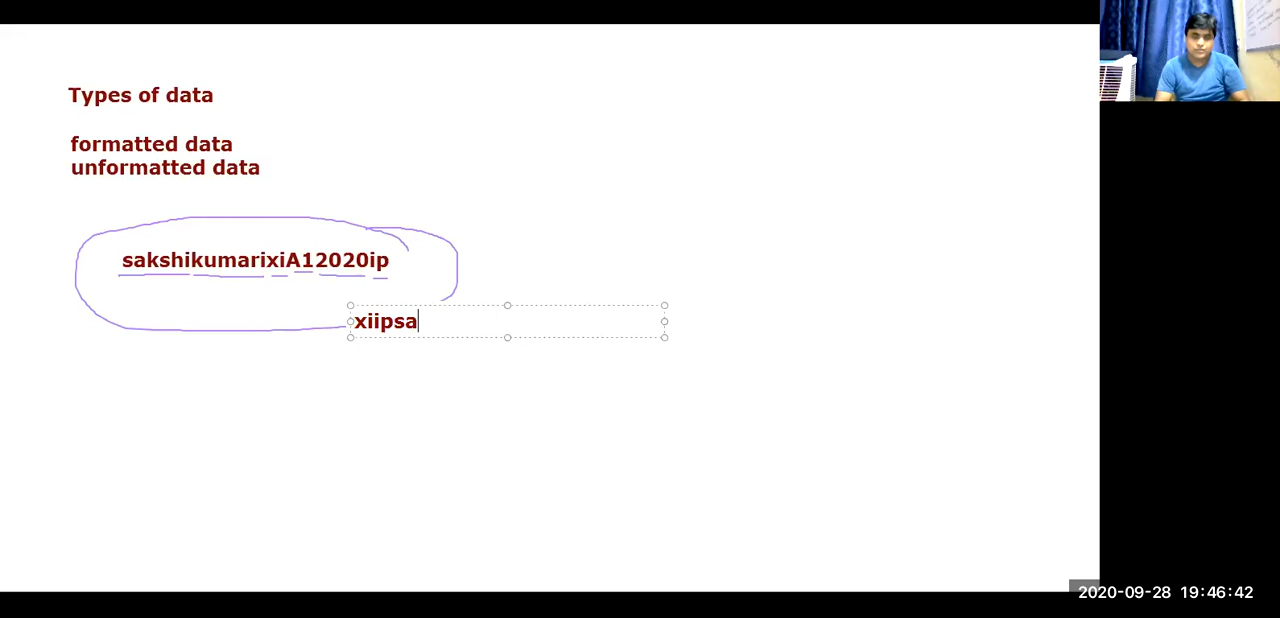 Types of data
formatted data
unformatted data
sakshikumarixiA12020ip
xiipsa
2020-09-28 19:46:42